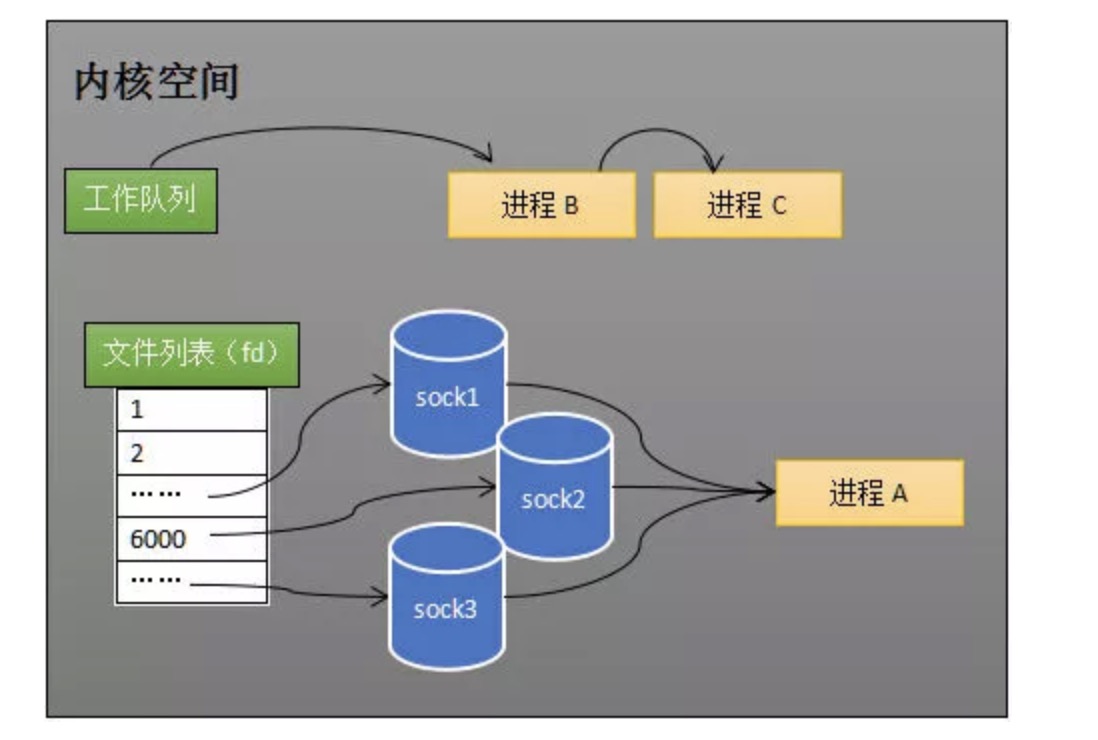 内核空间
工作队列
进程 B
进程 C
文件列表（fd）
1
2
……
6000
……
sock1
sock2
sock3
进程 A